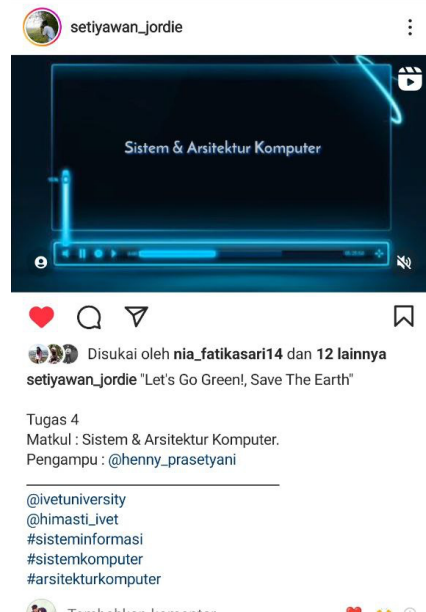 setiyawan_jordie
Sistem & Arsitektur Komputer
Disukai oleh nia_fatikasari14 dan 12 lainnya
setiyawan_jordie "Let's Go Green!, Save The Earth"
Tugas 4
Matkul : Sistem & Arsitektur Komputer.
Pengampu : @henny_prasetyani
@ivetuniversity
@himasti_ivet
#sisteminformasi
#sistemkomputer
#arsitekturkomputer